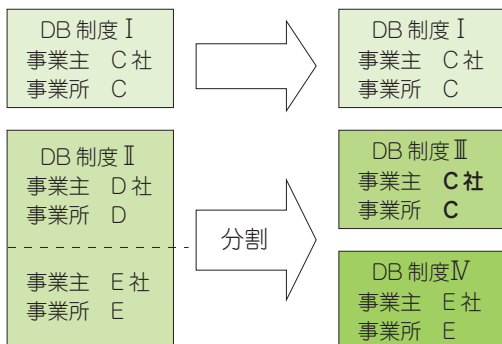 DB制度Ⅰ
事業主　C社
事業所　C
DB制度Ⅰ
事業主　C社
事業所　C
DB制度Ⅱ
事業主　D社
事業所　D
事業主　E社
事業所　E
分割
DB制度Ⅲ
事業主　C社
事業所　C
DB制度Ⅳ
事業主　E社
事業所　E